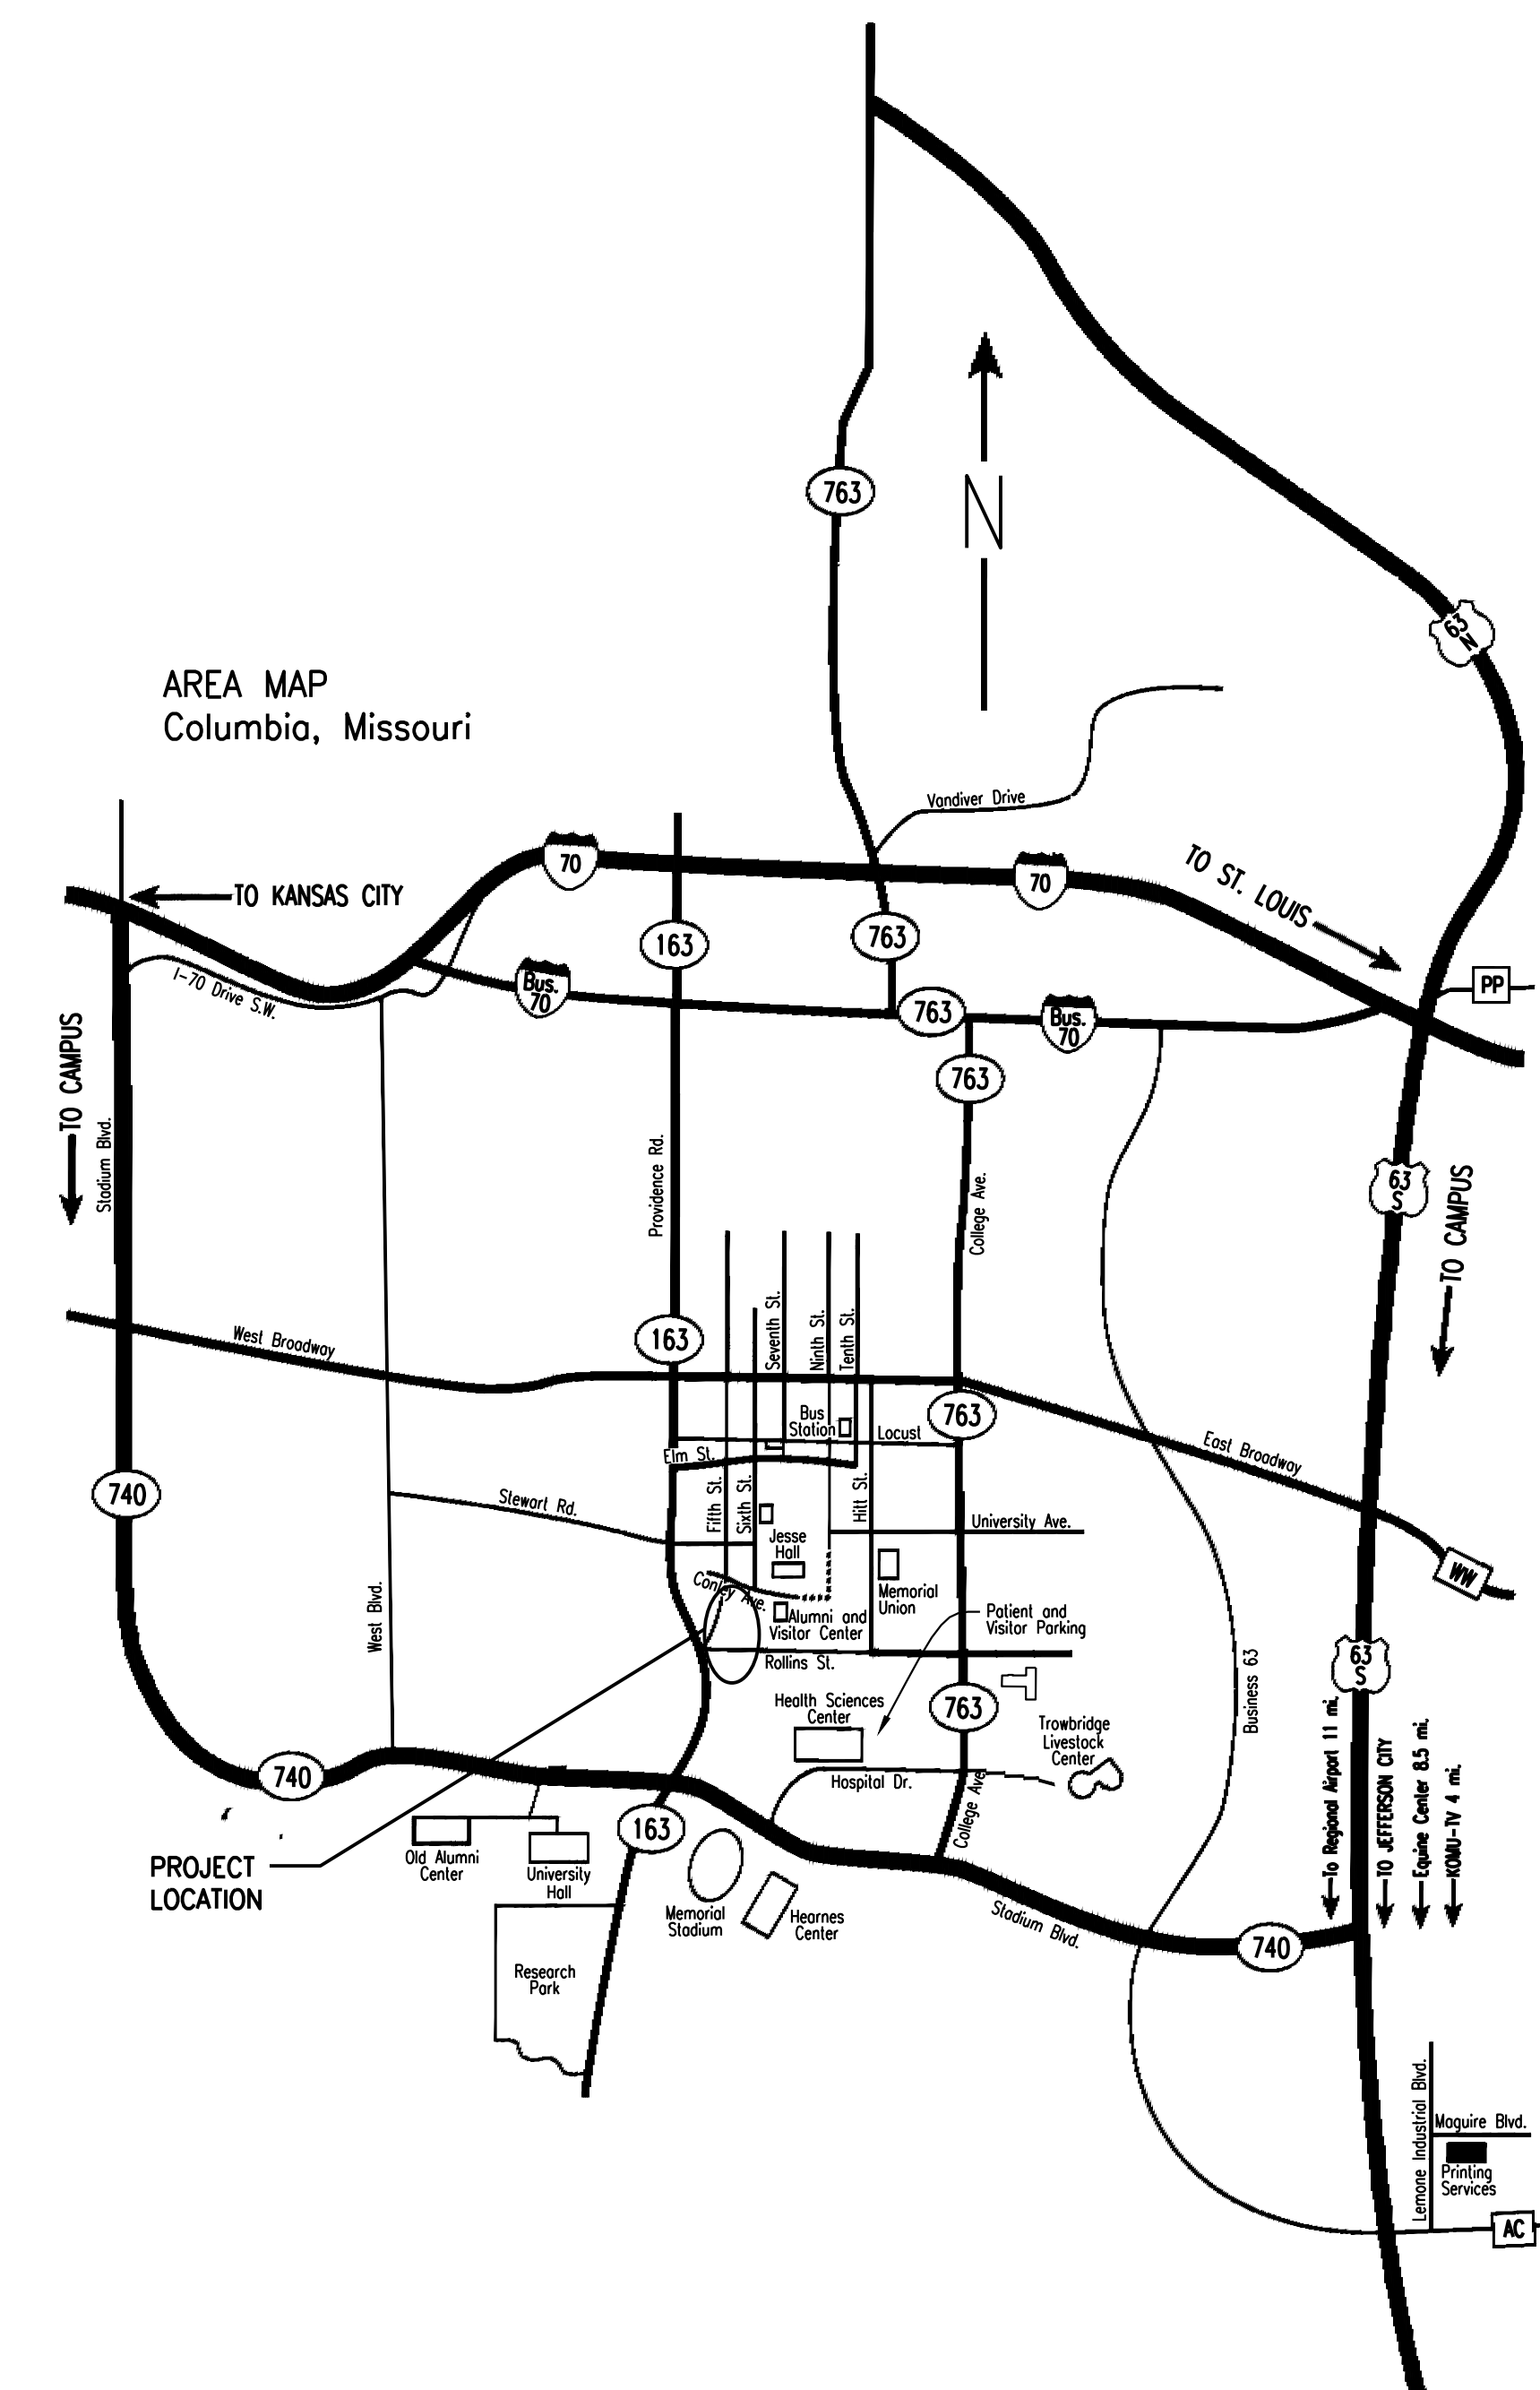 763
N
63
N
AREA MAP
Columbia, Missouri
Vandiver Drive
70
70
TO ST. LOUIS
TO KANSAS CITY
163
763
I-70 Drive S.W.
Bus.
70
763
Bus.
70
PP
763
TO CAMPUS
Stadium Blvd.
Providence Rd.
College Ave.
63
S
TO CAMPUS
West Broadway
163
Seventh St.
Ninth St.
Tenth St.
Bus
Station
Locust
763
Elm St.
East Broadway
740
Stewart Rd.
Fifth St.
Sixth St.
Hitt St.
University Ave.
Jesse
Hall
WW
Conley Ave.
Memorial
Union
West Blvd.
Alumni and
Visitor Center
Patient and
Visitor Parking
Rollins St.
Business 63
63
S
Health Sciences
Center
763
Trowbridge
Livestock
Center
740
Hospital Dr.
College Ave.
To Regional Airport 11 mi.
TO JEFFERSON CITY
Equine Center 8.5 mi.
KOMU-TV 4 mi.
163
Old Alumni
Center
University
Hall
PROJECT
LOCATION
Memorial
Stadium
Hearnes
Center
Stadium Blvd.
740
Research
Park
Lemone Industrial Blvd.
Maguire Blvd.
Printing
Services
AC